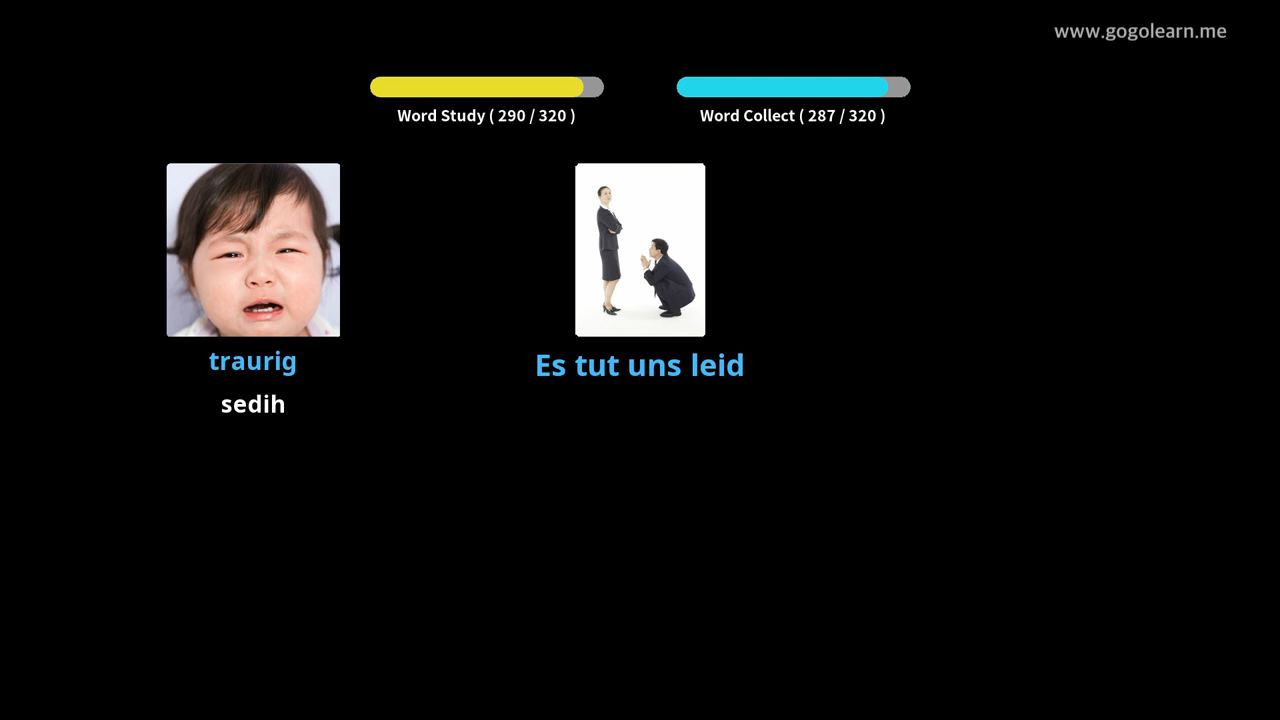 www.gogolearn.me
Word Study ( 290 / 320 )
Word Collect ( 287 / 320 )
traurig
sedih
Es tut uns leid